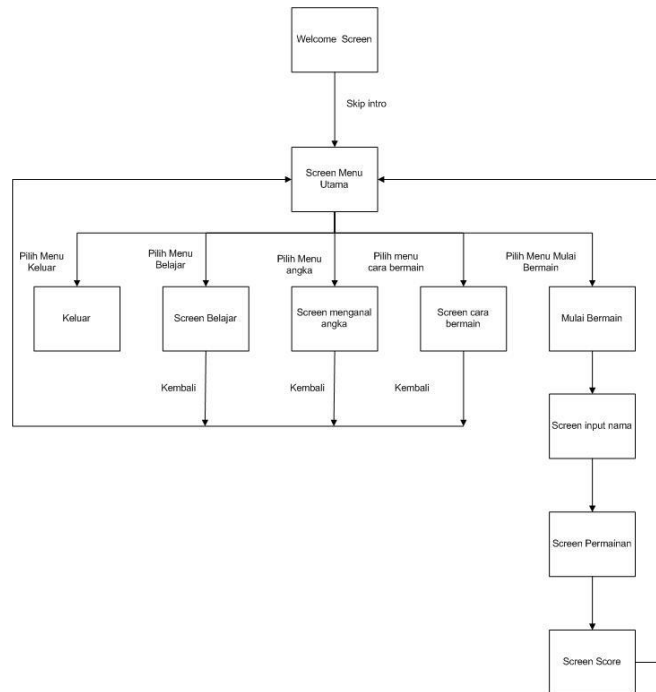 Welcome Screen
Skip intro
Screen Menu
Utama
Pilih Menu
Keluar
Pilih Menu
Belajar
Pilih Menu
angka
Pilih menu
cara bermain
Pilih Menu Mulai
Bermain
Keluar
Screen Belajar
Screen menganal
angka
Screen cara
bermain
Mulai Bermain
Kembali
Kembali
Kembali
Screen input nama
Screen Permainan
Screen Score